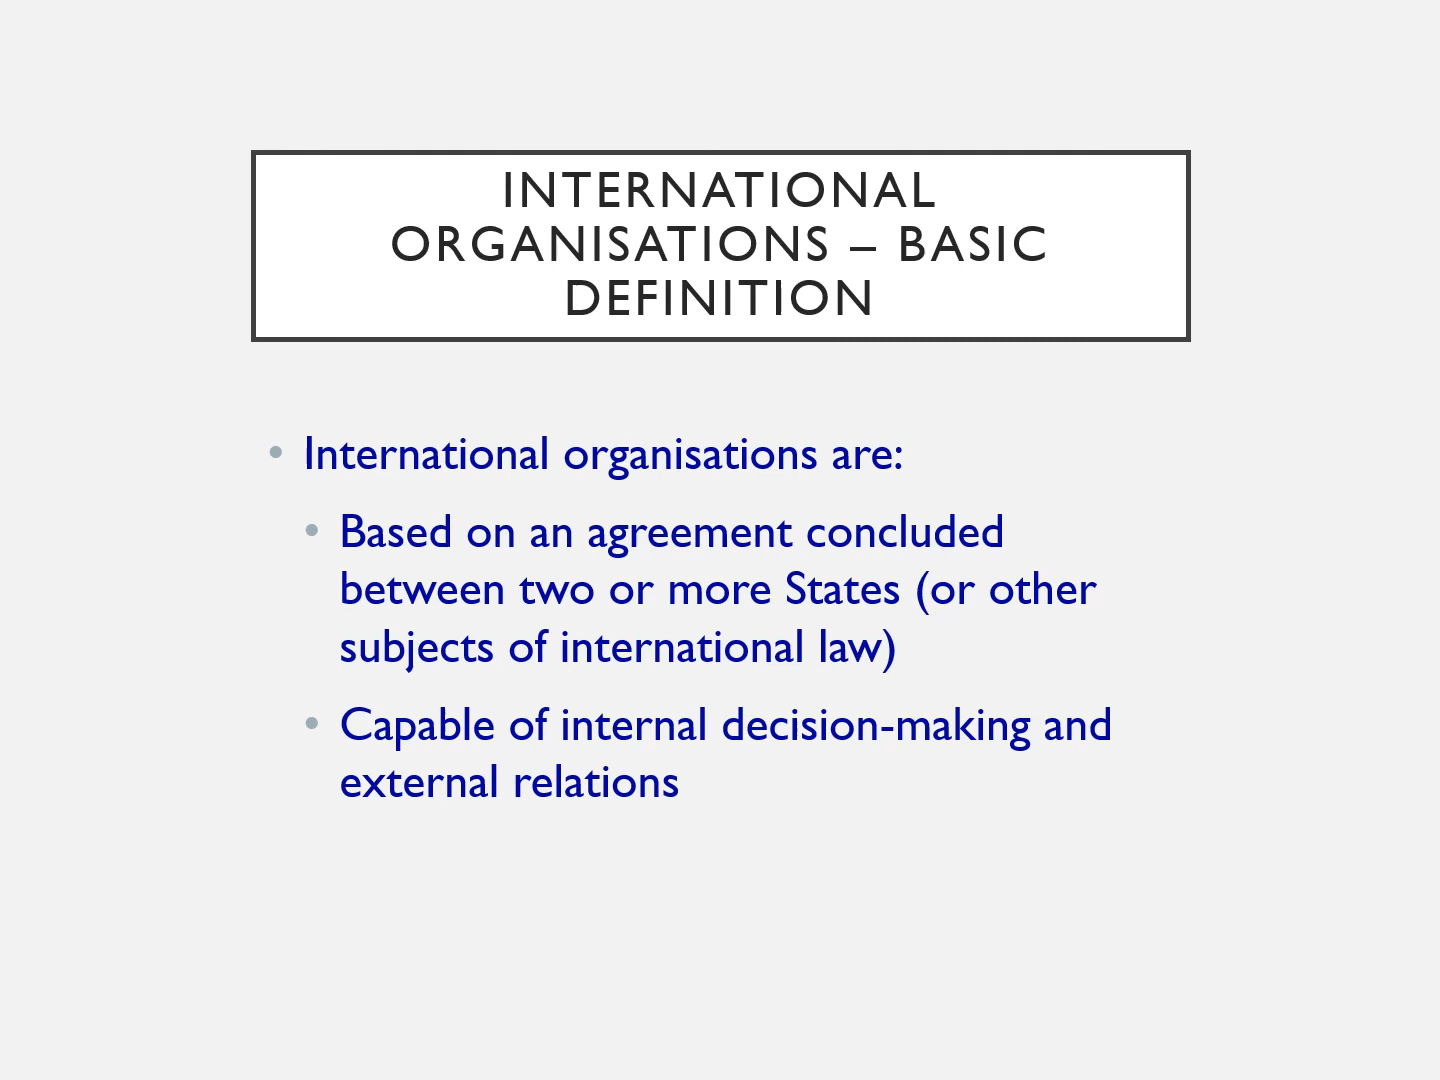 INTERNATIONAL
ORGANISATIONS – BASIC
DEFINITION
• International organisations are:
• Based on an agreement concluded
between two or more States (or other
subjects of international law)
• Capable of internal decision-making and
external relations